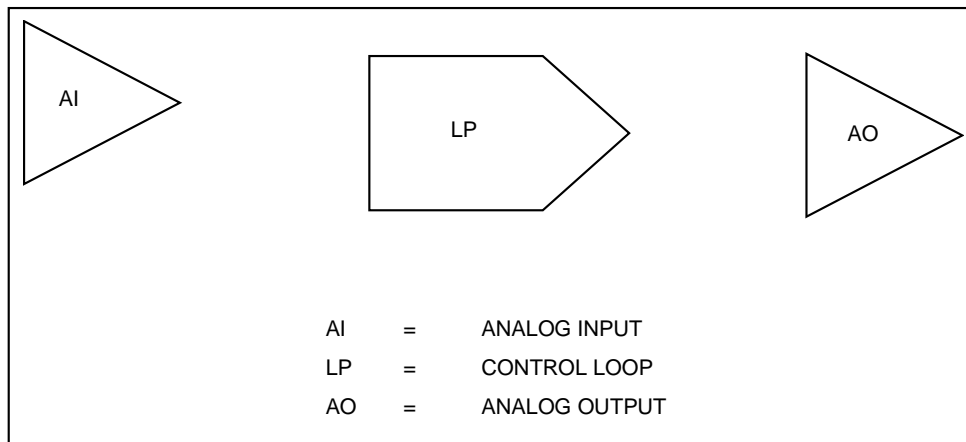 AI
LP
AO
AI = ANALOG INPUT
LP = CONTROL LOOP
AO = ANALOG OUTPUT